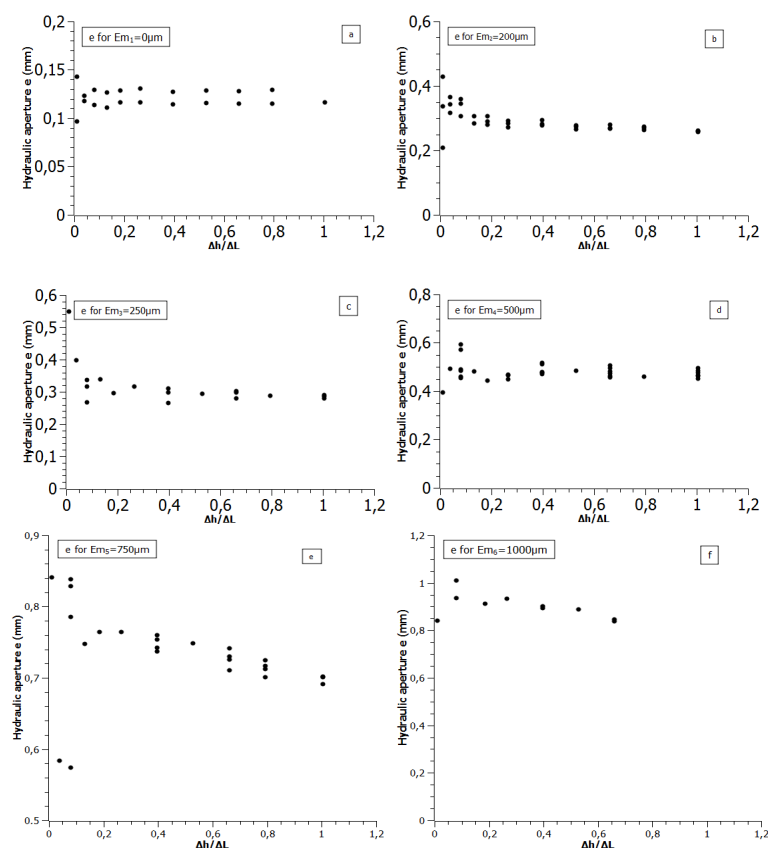 e for Em₁=0µm
a
Hydraulic aperture e (mm)
0,2
0,15
0,1
0,05
0
0 0,2 0,4 0,6 0,8 1 1,2
Δh/ΔL
e for Em₂=200µm
b
Hydraulic aperture e (mm)
0,6
0,4
0,2
0
0 0,2 0,4 0,6 0,8 1 1,2
Δh/ΔL
e for Em₃=250µm
c
Hydraulic aperture e (mm)
0,6
0,5
0,4
0,3
0,2
0,1
0
0 0,2 0,4 0,6 0,8 1 1,2
Δh/ΔL
e for Em₄=500µm
d
Hydraulic aperture e (mm)
0,8
0,6
0,4
0,2
0
0 0,2 0,4 0,6 0,8 1 1,2
Δh/ΔL
e for Em₅=750µm
e
Hydraulic aperture e (mm)
0,9
0,8
0,7
0,6
0.5
0 0,2 0,4 0,6 0,8 1 1,2
Δh/ΔL
e for Em₆=1000µm
f
Hydraulic aperture e (mm)
1,2
1
0,8
0,6
0,4
0,2
0
0 0,2 0,4 0,6 0,8 1 1,2
Δh/ΔL